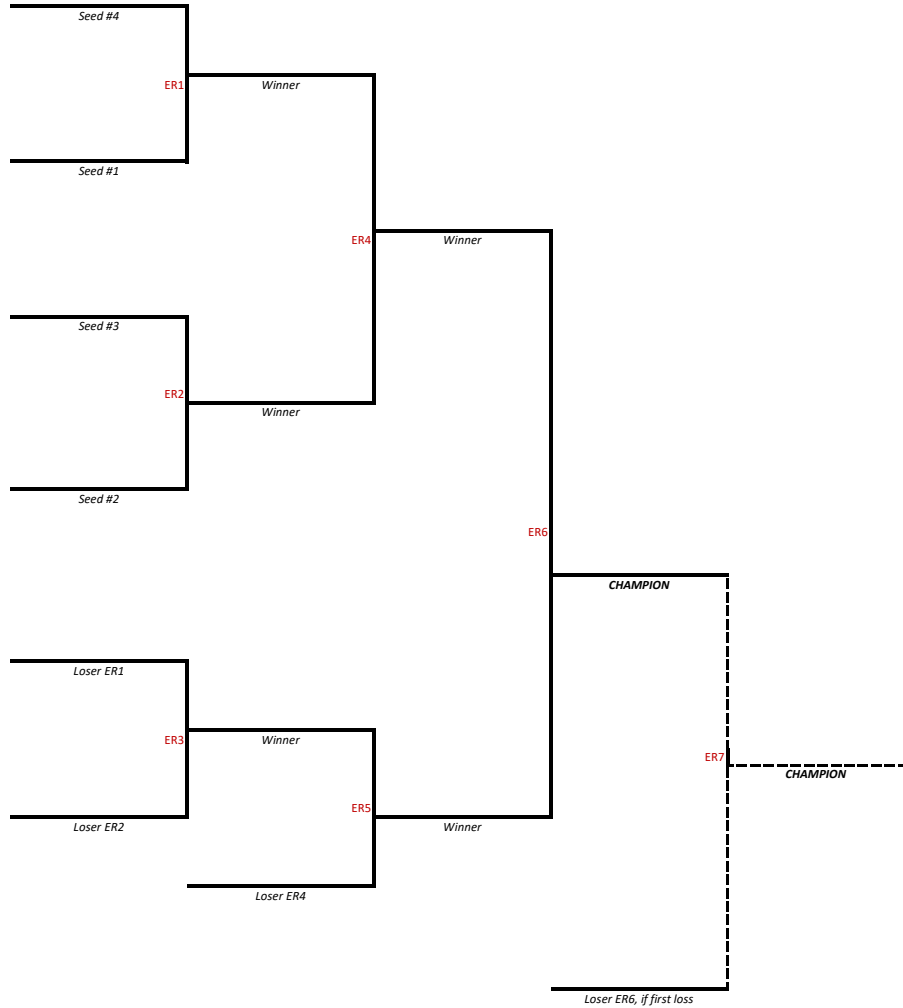 Seed #4
ER1
Winner
Seed #1
ER4
Winner
Seed #3
ER2
Winner
Seed #2
ER6
CHAMPION
Loser ER1
ER3
Winner
ER7
CHAMPION
ER5
Loser ER2
Winner
Loser ER4
Loser ER6, if first loss